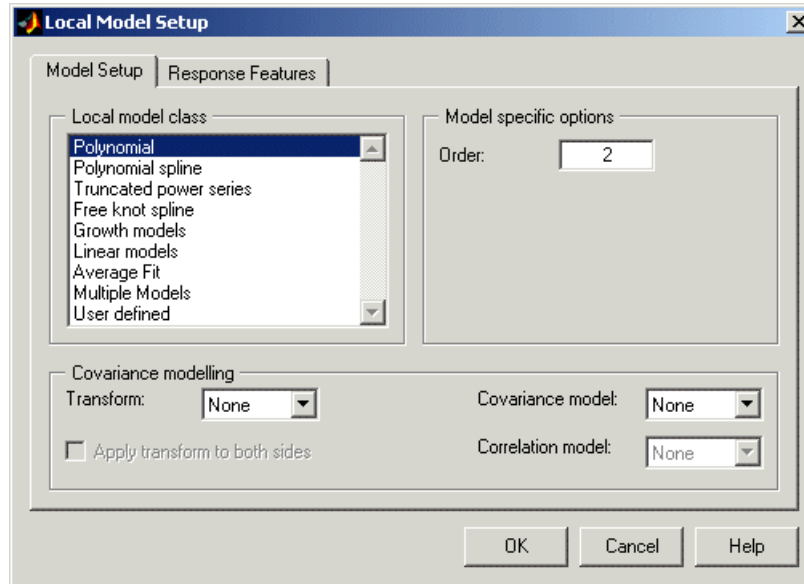 Local Model Setup
Model Setup
Response Features
Local model class
Polynomial
Polynomial spline
Truncated power series
Free knot spline
Growth models
Linear models
Average Fit
Multiple Models
User defined
Model specific options
Order: 2
Covariance modelling
Transform: None
Apply transform to both sides
Covariance model: None
Correlation model: None
OK Cancel Help